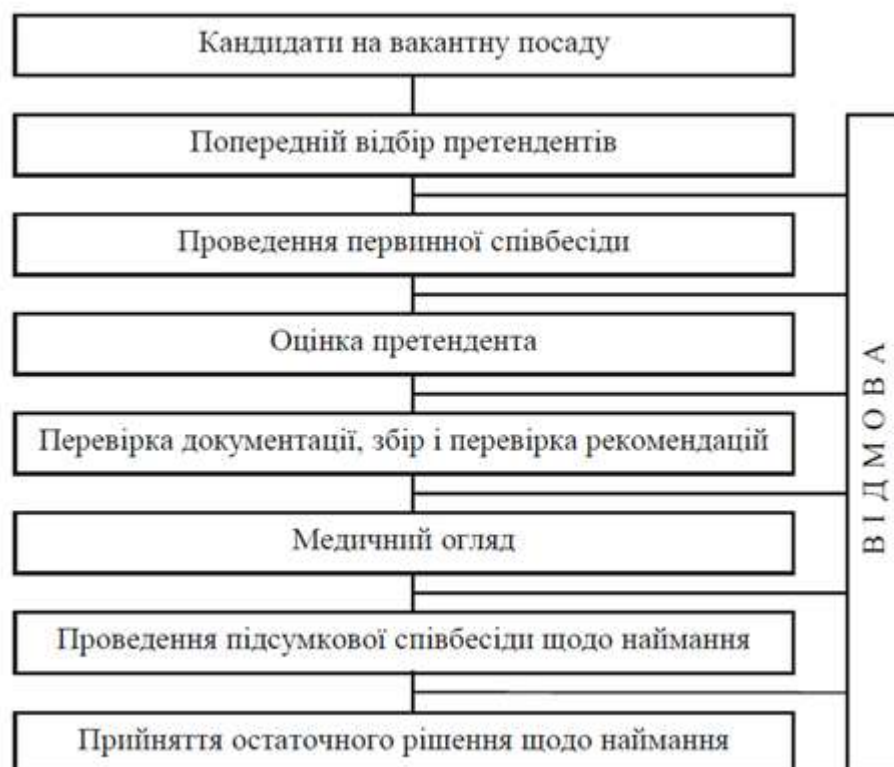 Кандидати на вакантну посаду
Попередній відбір претендентів
Проведення первинної співбесіди
Оцінка претендента
Перевірка документації, збір і перевірка рекомендацій
Медичний огляд
Проведення підсумкової співбесіди щодо наймання
Прийняття остаточного рішення щодо наймання
В І Д М О В А